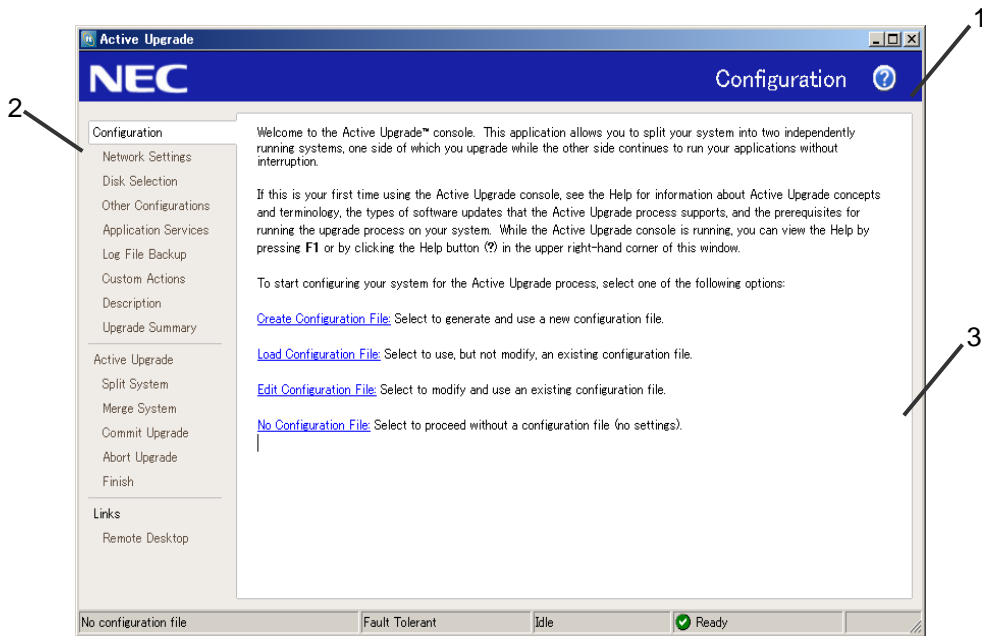 1
Active Upgrade
NEC
Configuration
?
2
Configuration
Network Settings
Disk Selection
Other Configurations
Application Services
Log File Backup
Custom Actions
Description
Upgrade Summary
Active Upgrade
Split System
Merge System
Commit Upgrade
Abort Upgrade
Finish
Links
Remote Desktop
Welcome to the Active Upgrade™ console. This application allows you to split your system into two independently
running systems, one side of which you upgrade while the other side continues to run your applications without
interruption.
If this is your first time using the Active Upgrade console, see the Help for information about Active Upgrade concepts
and terminology, the types of software updates that the Active Upgrade process supports, and the prerequisites for
running the upgrade process on your system. While the Active Upgrade console is running, you can view the Help by
pressing F1 or by clicking the Help button (?) in the upper right-hand corner of this window.
To start configuring your system for the Active Upgrade process, select one of the following options:
Create Configuration File: Select to generate and use a new configuration file.
Load Configuration File: Select to use, but not modify, an existing configuration file.
Edit Configuration File: Select to modify and use an existing configuration file.
No Configuration File: Select to proceed without a configuration file (no settings).
3
No configuration file
Fault Tolerant
Idle
Ready